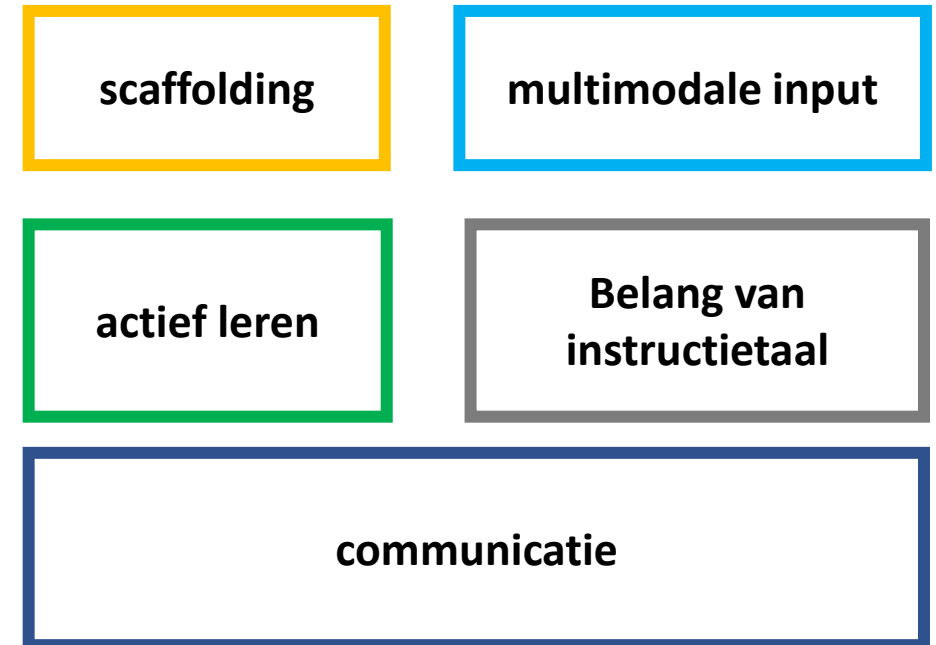 scaffolding
multimodale input
actief leren
Belang van
instructietaal
communicatie